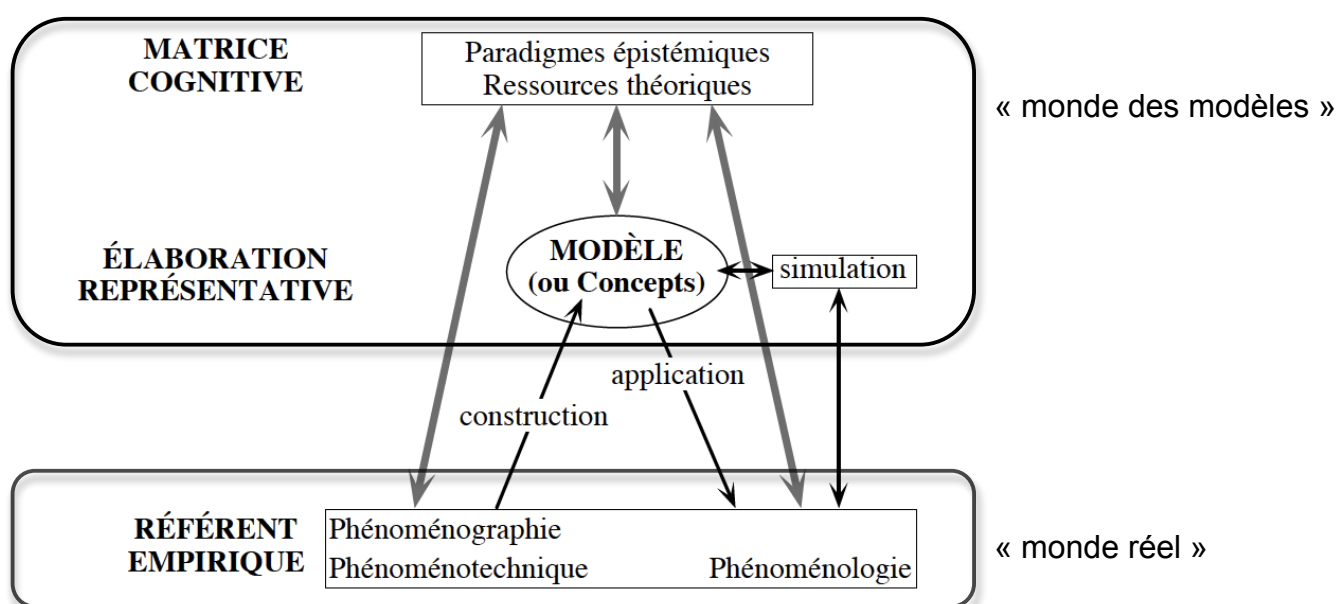 MATRICE
COGNITIVE
Paradigmes épistémiques
Ressources théoriques
« monde des modèles »
ÉLABORATION
REPRÉSENTATIVE
MODÈLE
(ou Concepts)
simulation
application
construction
RÉFÉRENT
EMPIRIQUE
Phénoménographie
Phénoménotechnique
Phénoménologie
« monde réel »